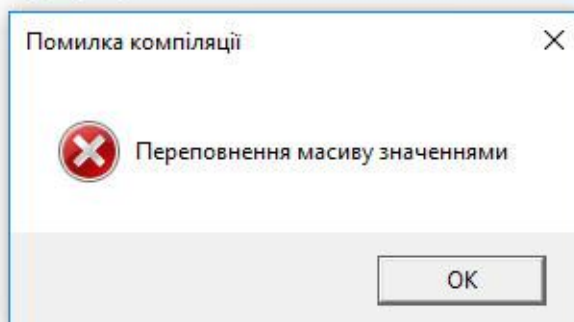 Помилка компіляції
Переповнення масиву значеннями
OK